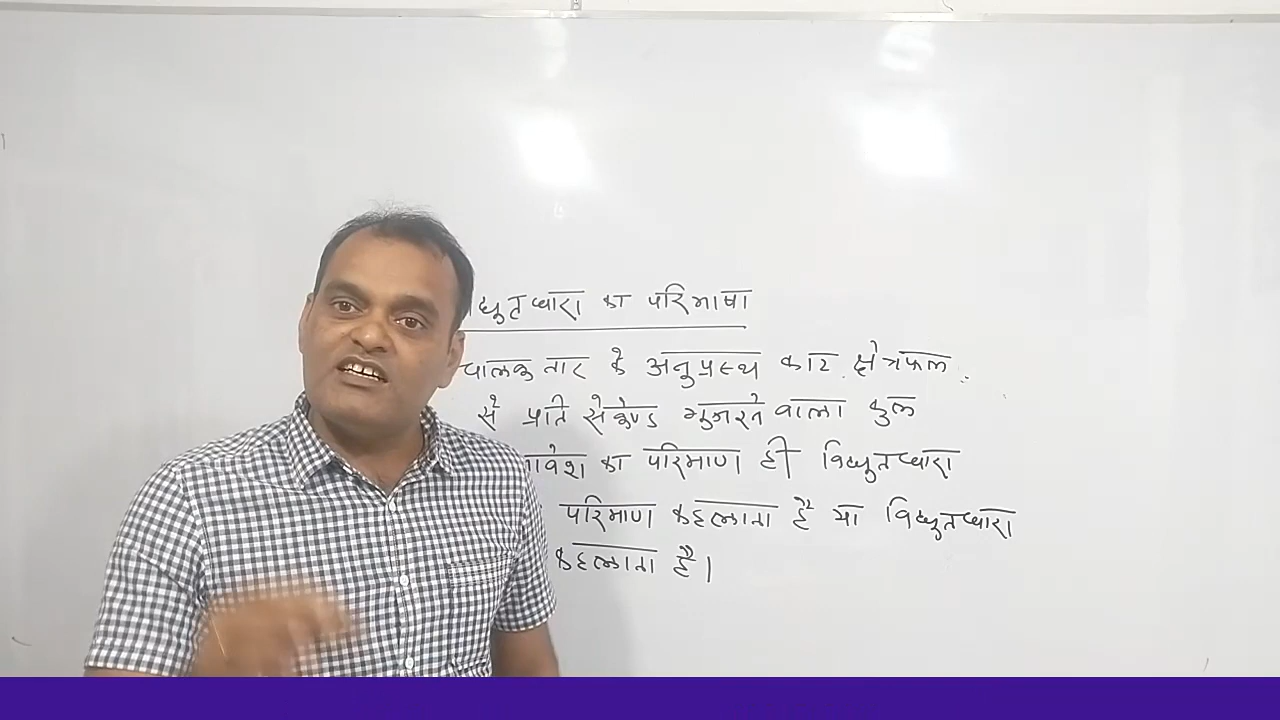 विद्युतधारा का परिभाषा
चालक तार के अनुप्रस्थ काट क्षेत्रफल
से प्रति सेकेण्ड गुजरने वाला कुल
आवेश का परिमाण ही विद्युतधारा
परिमाण कहलाता है या विद्युतधारा
कहलाता है।